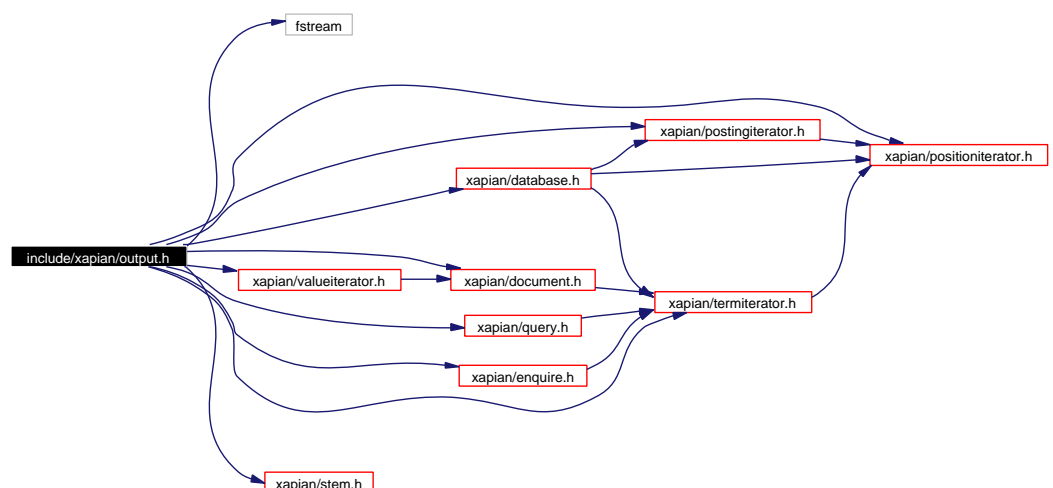 fstream
xapian/postingiterator.h
xapian/positioniterator.h
xapian/database.h
include/xapian/output.h
xapian/valueiterator.h
xapian/document.h
xapian/termiterator.h
xapian/query.h
xapian/enquire.h
xapian/stem.h